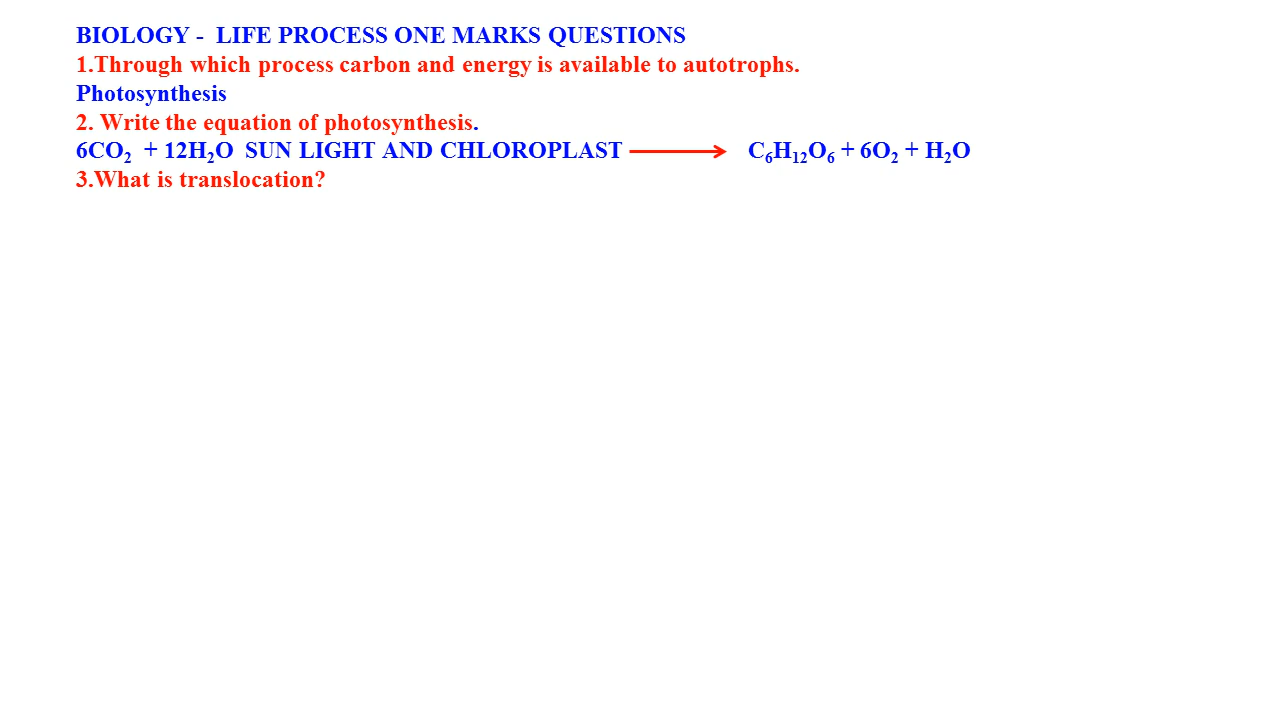 BIOLOGY -  LIFE PROCESS ONE MARKS QUESTIONS
1.Through which process carbon and energy is available to autotrophs.
Photosynthesis
2. Write the equation of photosynthesis.
6CO₂  + 12H₂O  SUN LIGHT AND CHLOROPLAST ⟶ C₆H₁₂O₆ + 6O₂ + H₂O
3.What is translocation?